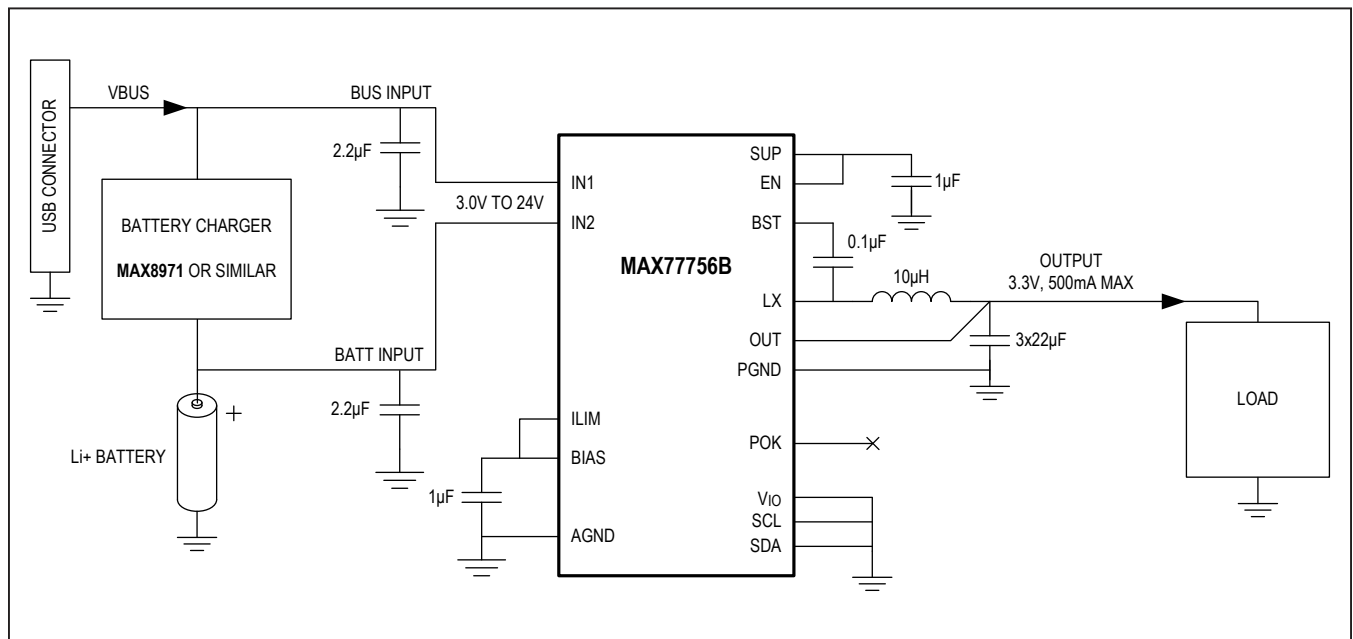 USB CONNECTOR
VBUS
BUS INPUT
2.2µF
BATTERY CHARGER
MAX8971 OR SIMILAR
3.0V TO 24V
BATT INPUT
2.2µF
+
Li+ BATTERY
1µF
MAX77756B
IN1
IN2
ILIM
BIAS
AGND
SUP
EN
BST
LX
OUT
PGND
POK
VIO
SCL
SDA
1µF
0.1µF
10µH
OUTPUT
3.3V, 500mA MAX
3x22µF
LOAD